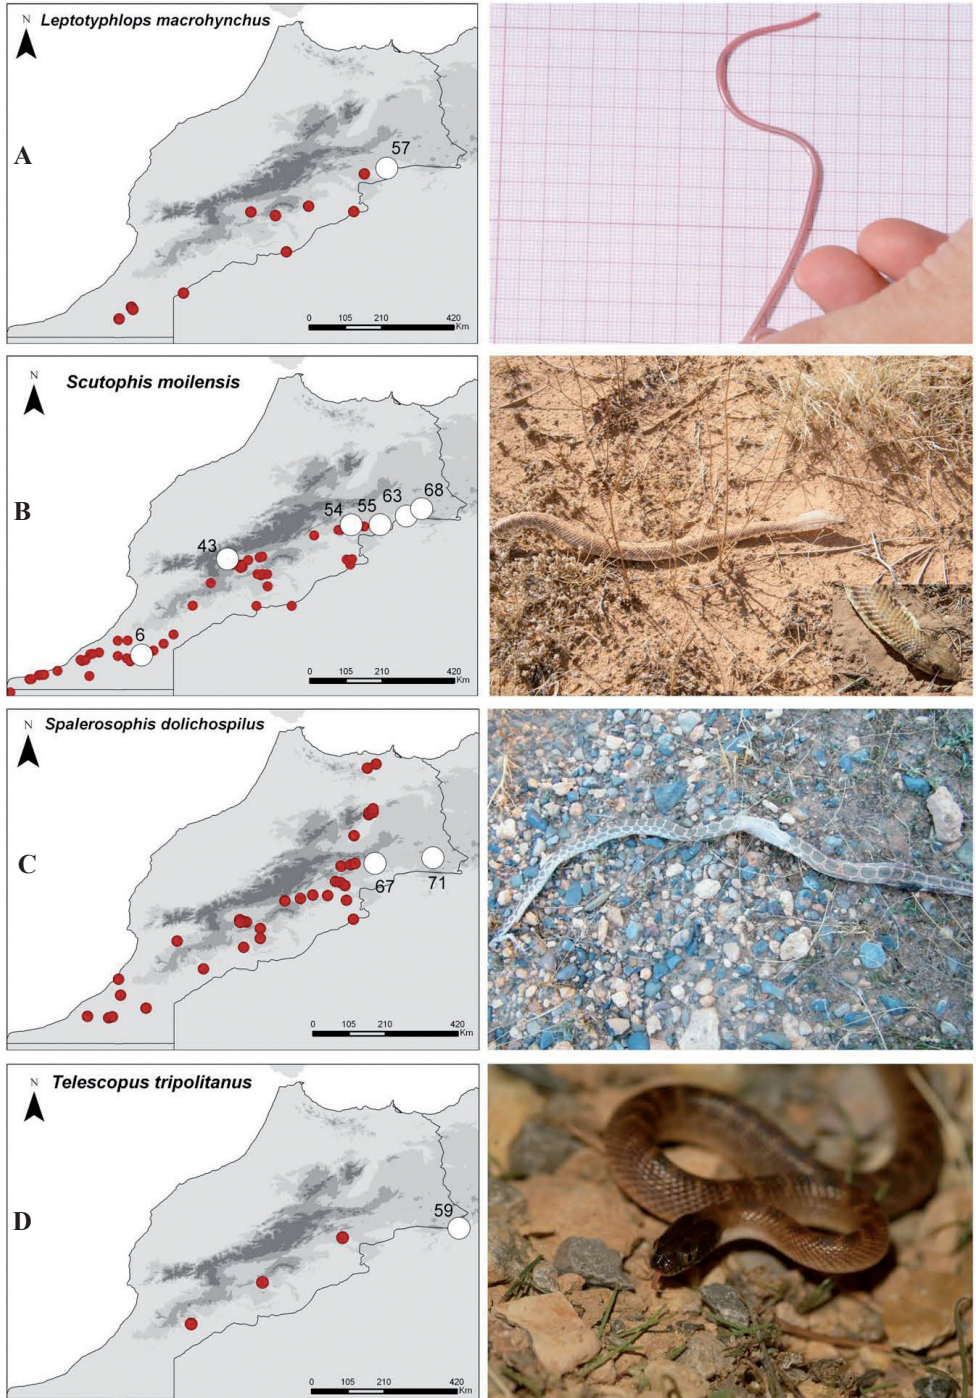 N
Leptotyphlops macrohynchus
A
57
0 105 210 420
Km
N
Scutophis moilensis
B
54 55 63 68
43
6
0 105 210 420
Km
N
Spalerosophis dolichospilus
C
67 71
0 105 210 420
Km
N
Telescopus tripolitanus
D
59
0 105 210 420
Km